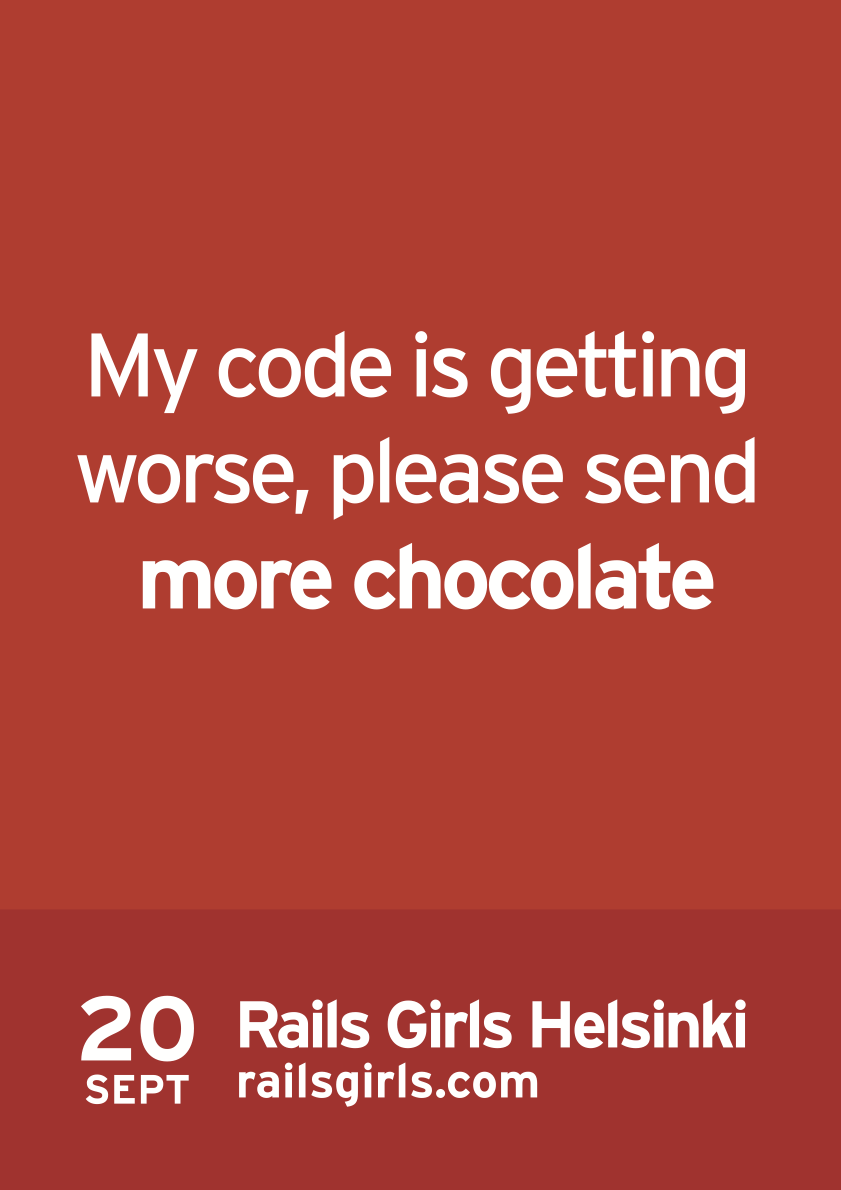 My code is getting
worse, please send
more chocolate
20
SEPT
Rails Girls Helsinki
railsgirls.com